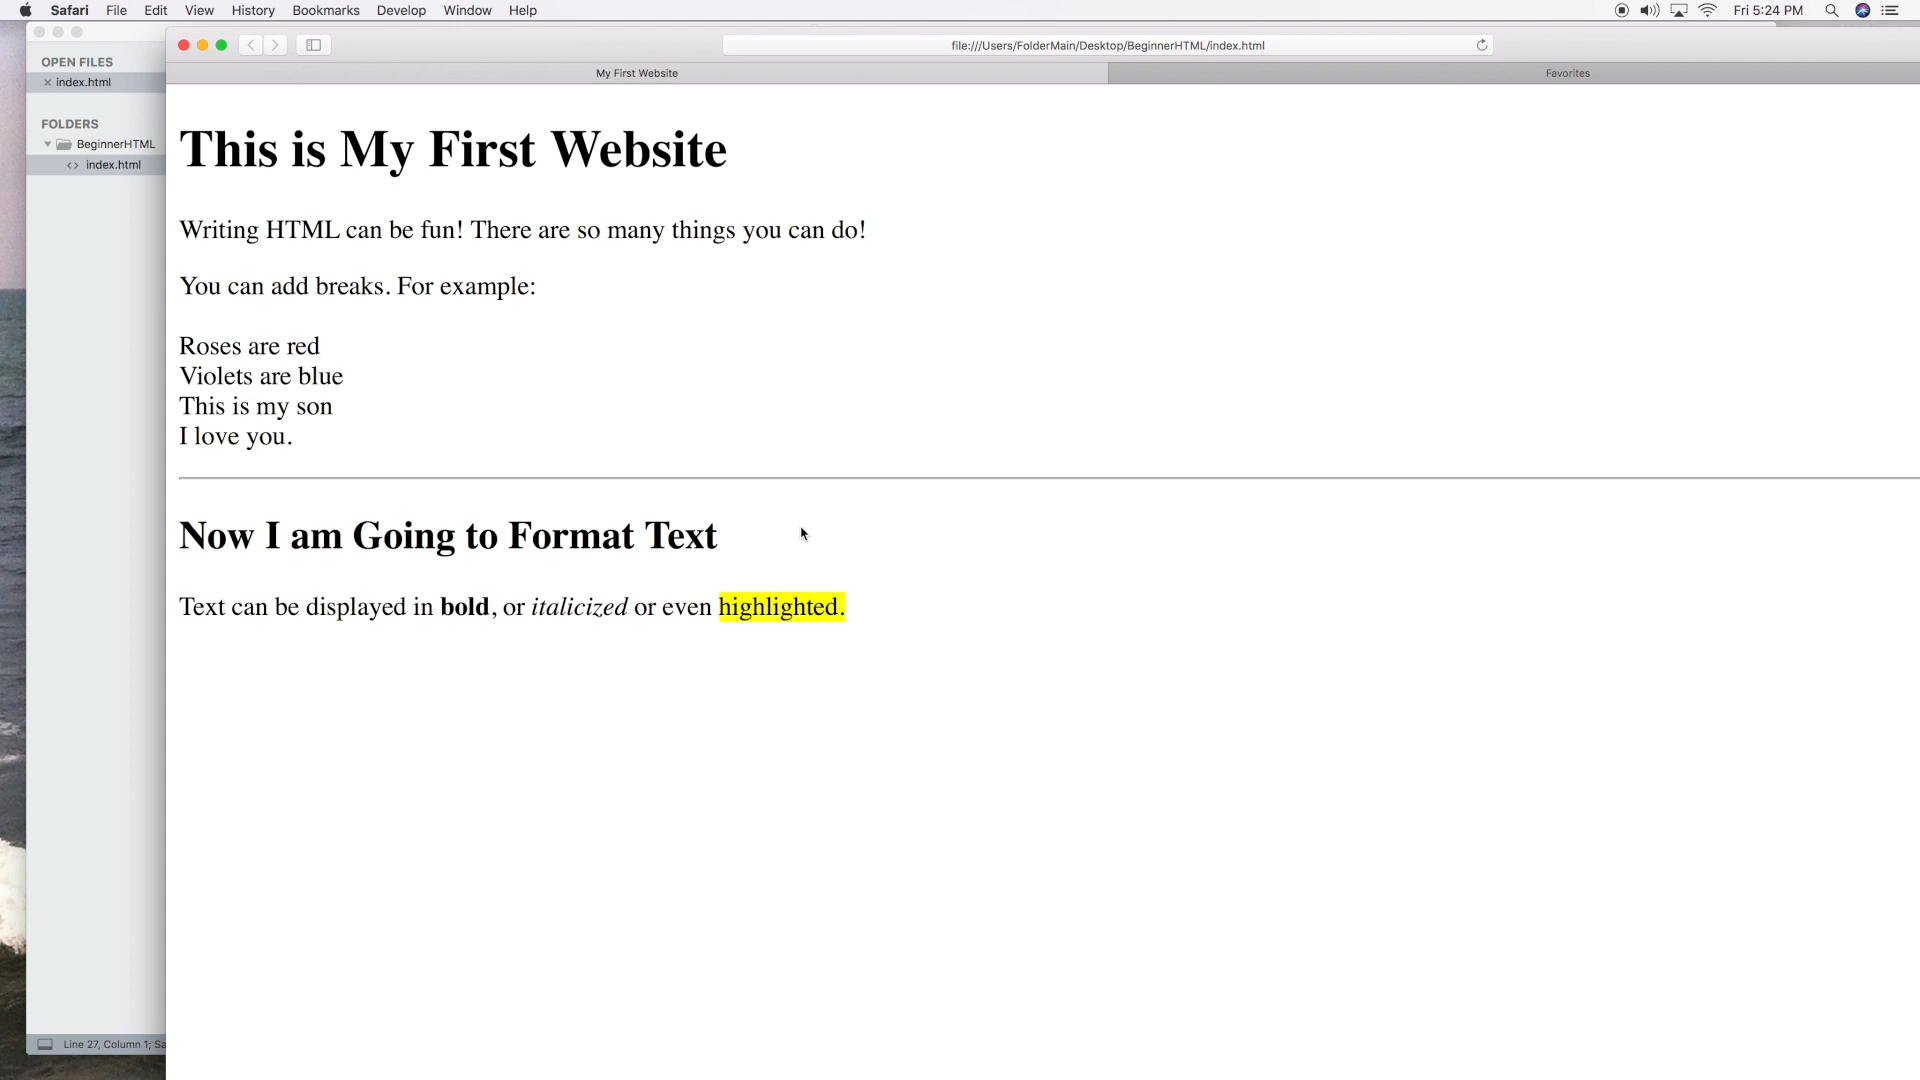 Safari File Edit View History Bookmarks Develop Window Help Fri 5:24 PM
file:///Users/FolderMain/Desktop/BeginnerHTML/index.html
My First Website Favorites
OPEN FILES
index.html
FOLDERS
BeginnerHTML
index.html
This is My First Website
Writing HTML can be fun! There are so many things you can do!
You can add breaks. For example:
Roses are red
Violets are blue
This is my son
I love you.
Now I am Going to Format Text
Text can be displayed in bold, or italicized or even highlighted.
Line 27, Column 1; Sa